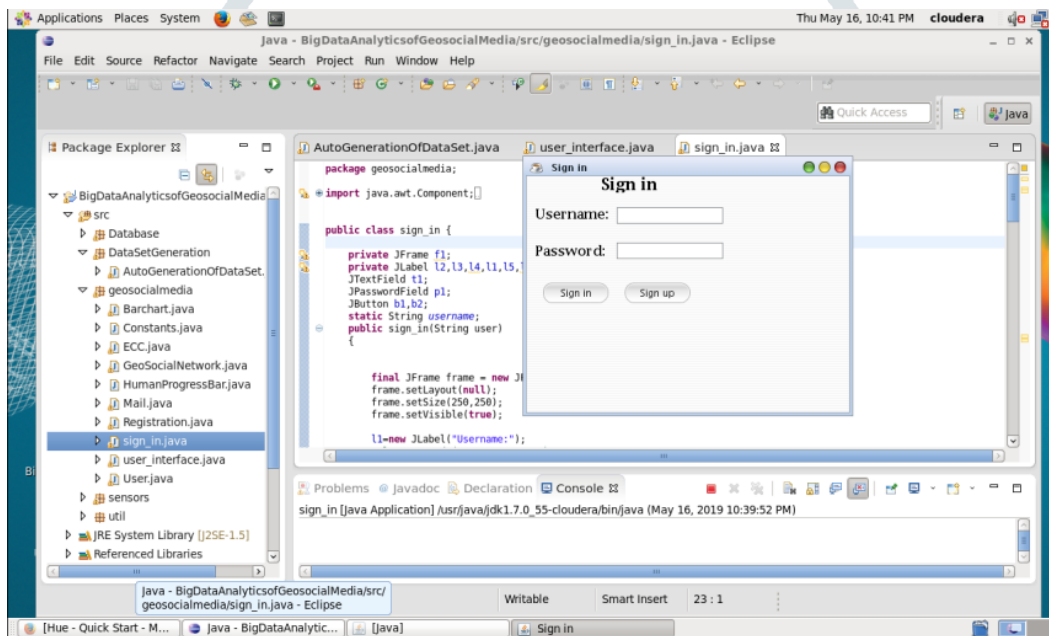 Applications Places System Thu May 16, 10:41 PM cloudera
Java - BigDataAnalyticsofGeosocialMedia/src/geosocialmedia/sign_in.java - Eclipse
File Edit Source Refactor Navigate Search Project Run Window Help
Quick Access Java
Package Explorer
BigDataAnalyticsofGeosocialMedia
src
Database
DataSetGeneration
AutoGenerationOfDataSet.
geosocialmedia
Barchart.java
Constants.java
ECC.java
GeoSocialNetwork.java
HumanProgressBar.java
Mail.java
Registration.java
sign_in.java
user_interface.java
User.java
sensors
util
JRE System Library [J2SE-1.5]
Referenced Libraries
AutoGenerationOfDataSet.java user_interface.java sign_in.java
package geosocialmedia;
import java.awt.Component;
public class sign_in {
private JFrame f1;
private JLabel l2,l3,l4,l1,l5,
JTextField t1;
JPasswordField p1;
JButton b1,b2;
static String username;
public sign_in(String user)
{
final JFrame frame = new
frame.setLayout(null);
frame.setSize(250,250);
frame.setVisible(true);
l1=new JLabel("Username:");
Sign in
Sign in
Username:
Password:
Sign in Sign up
Problems Javadoc Declaration Console
sign_in [Java Application] /usr/java/jdk1.7.0_55-cloudera/bin/java (May 16, 2019 10:39:52 PM)
Java - BigDataAnalyticsofGeosocialMedia/src/
geosocialmedia/sign_in.java - Eclipse
Writable Smart Insert 23 : 1
[Hue - Quick Start - M... Java - BigDataAnalytic... [Java] Sign in